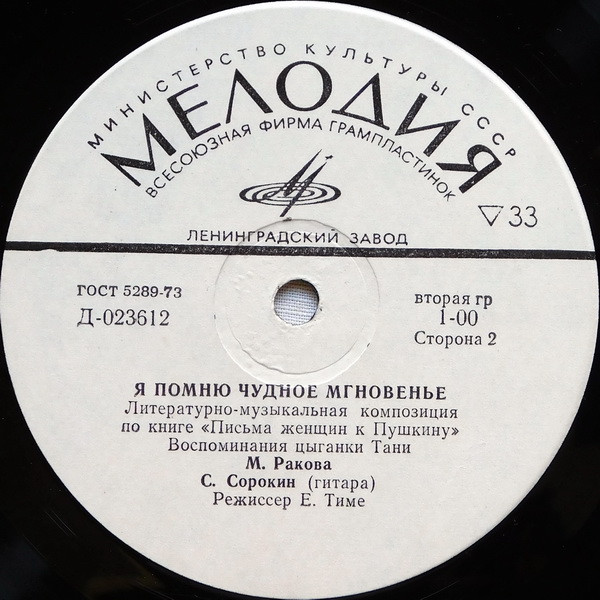 МИНИСТЕРСТВО КУЛЬТУРЫ СССР
МЕЛОДИЯ
ВСЕСОЮЗНАЯ ФИРМА ГРАМПЛАСТИНОК
33
ЛЕНИНГРАДСКИЙ ЗАВОД
ГОСТ 5289-73
Д-023612
вторая гр
1-00
Сторона 2
Я ПОМНЮ ЧУДНОЕ МГНОВЕНЬЕ
Литературно-музыкальная композиция
по книге «Письма женщин к Пушкину»
Воспоминания цыганки Тани
М. Ракова
С. Сорокин (гитара)
Режиссер Е. Тиме